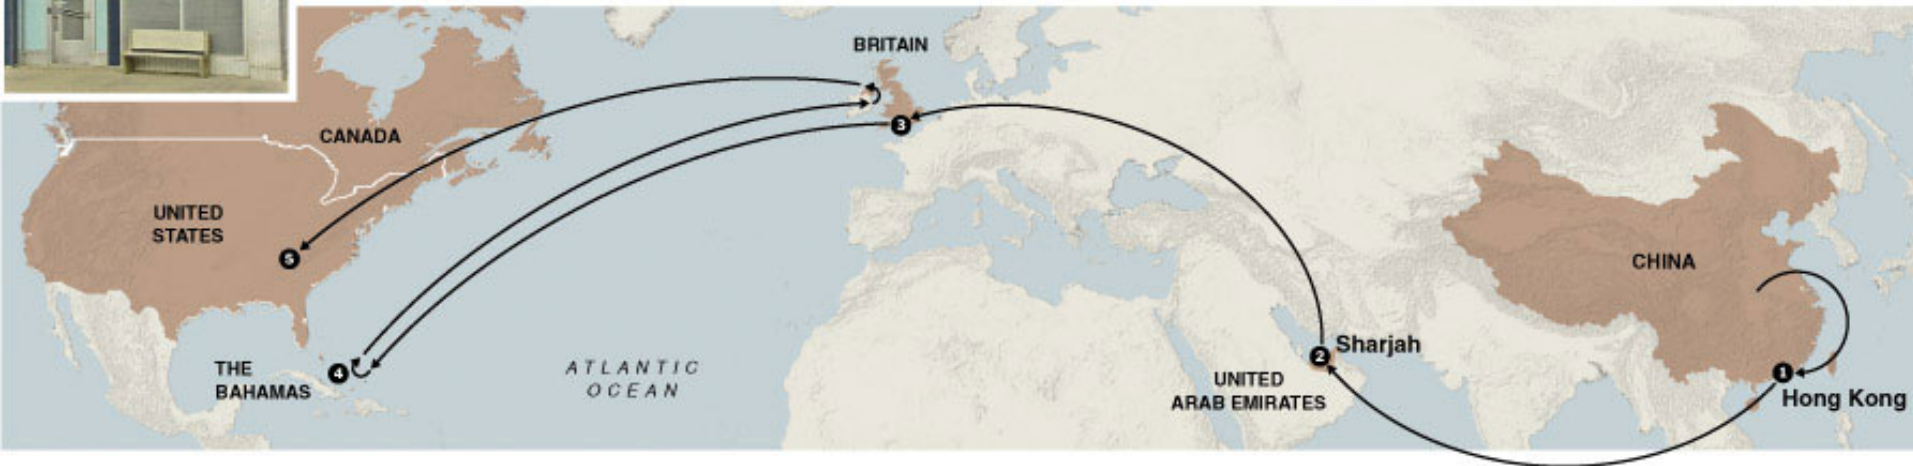 BRITAIN
3
CANADA
UNITED
STATES
5
THE
BAHAMAS
4
ATLANTIC
OCEAN
2 Sharjah
UNITED
ARAB EMIRATES
CHINA
1
Hong Kong